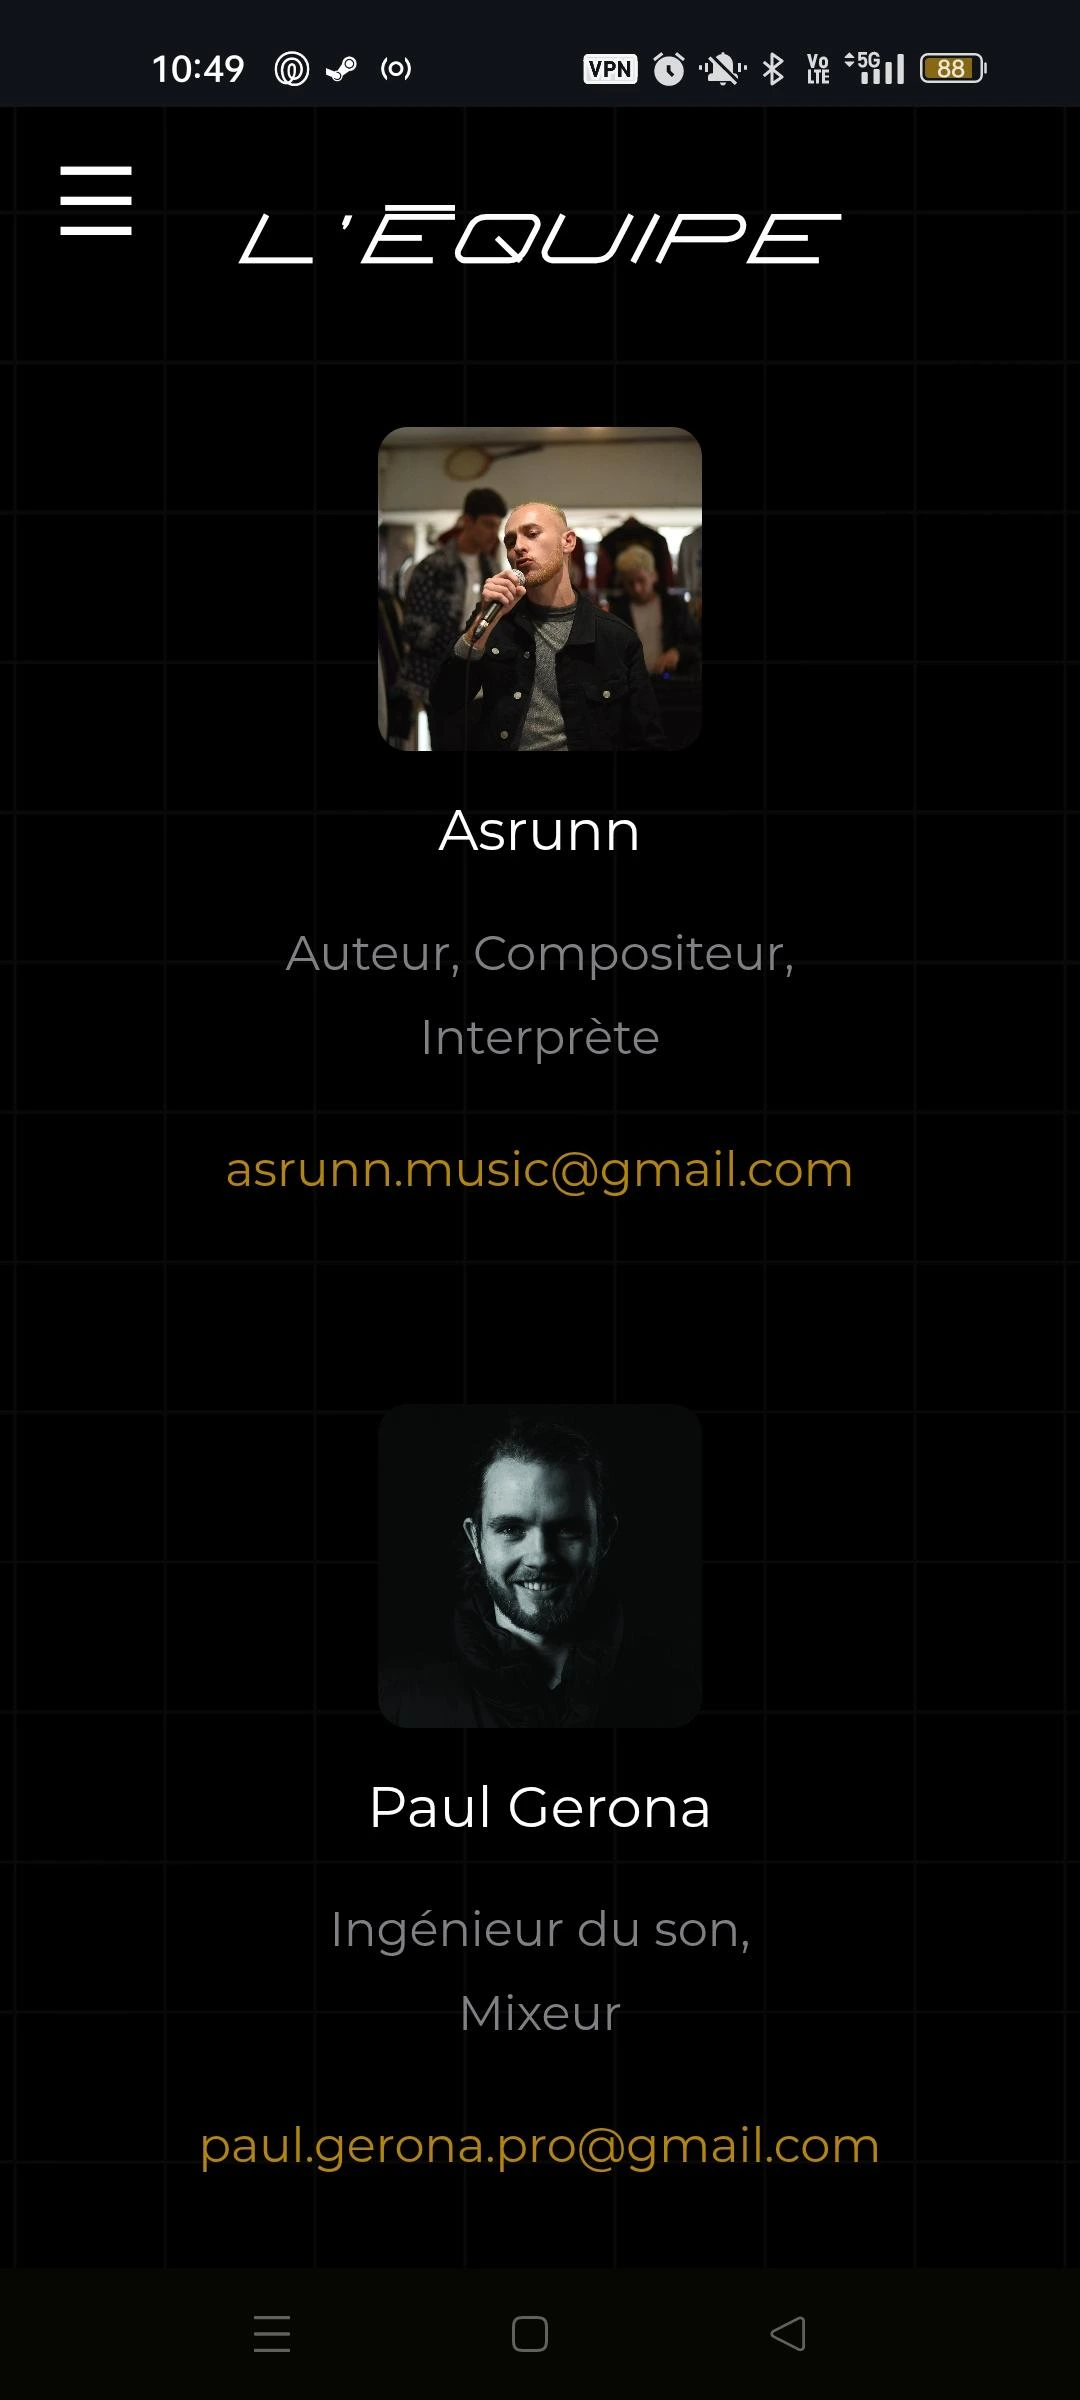 10:49 VPN Vo LTE 5G 88
L'ÉQUIPE
Asrunn
Auteur, Compositeur,
Interprète
asrunn.music@gmail.com
Paul Gerona
Ingénieur du son,
Mixeur
paul.gerona.pro@gmail.com